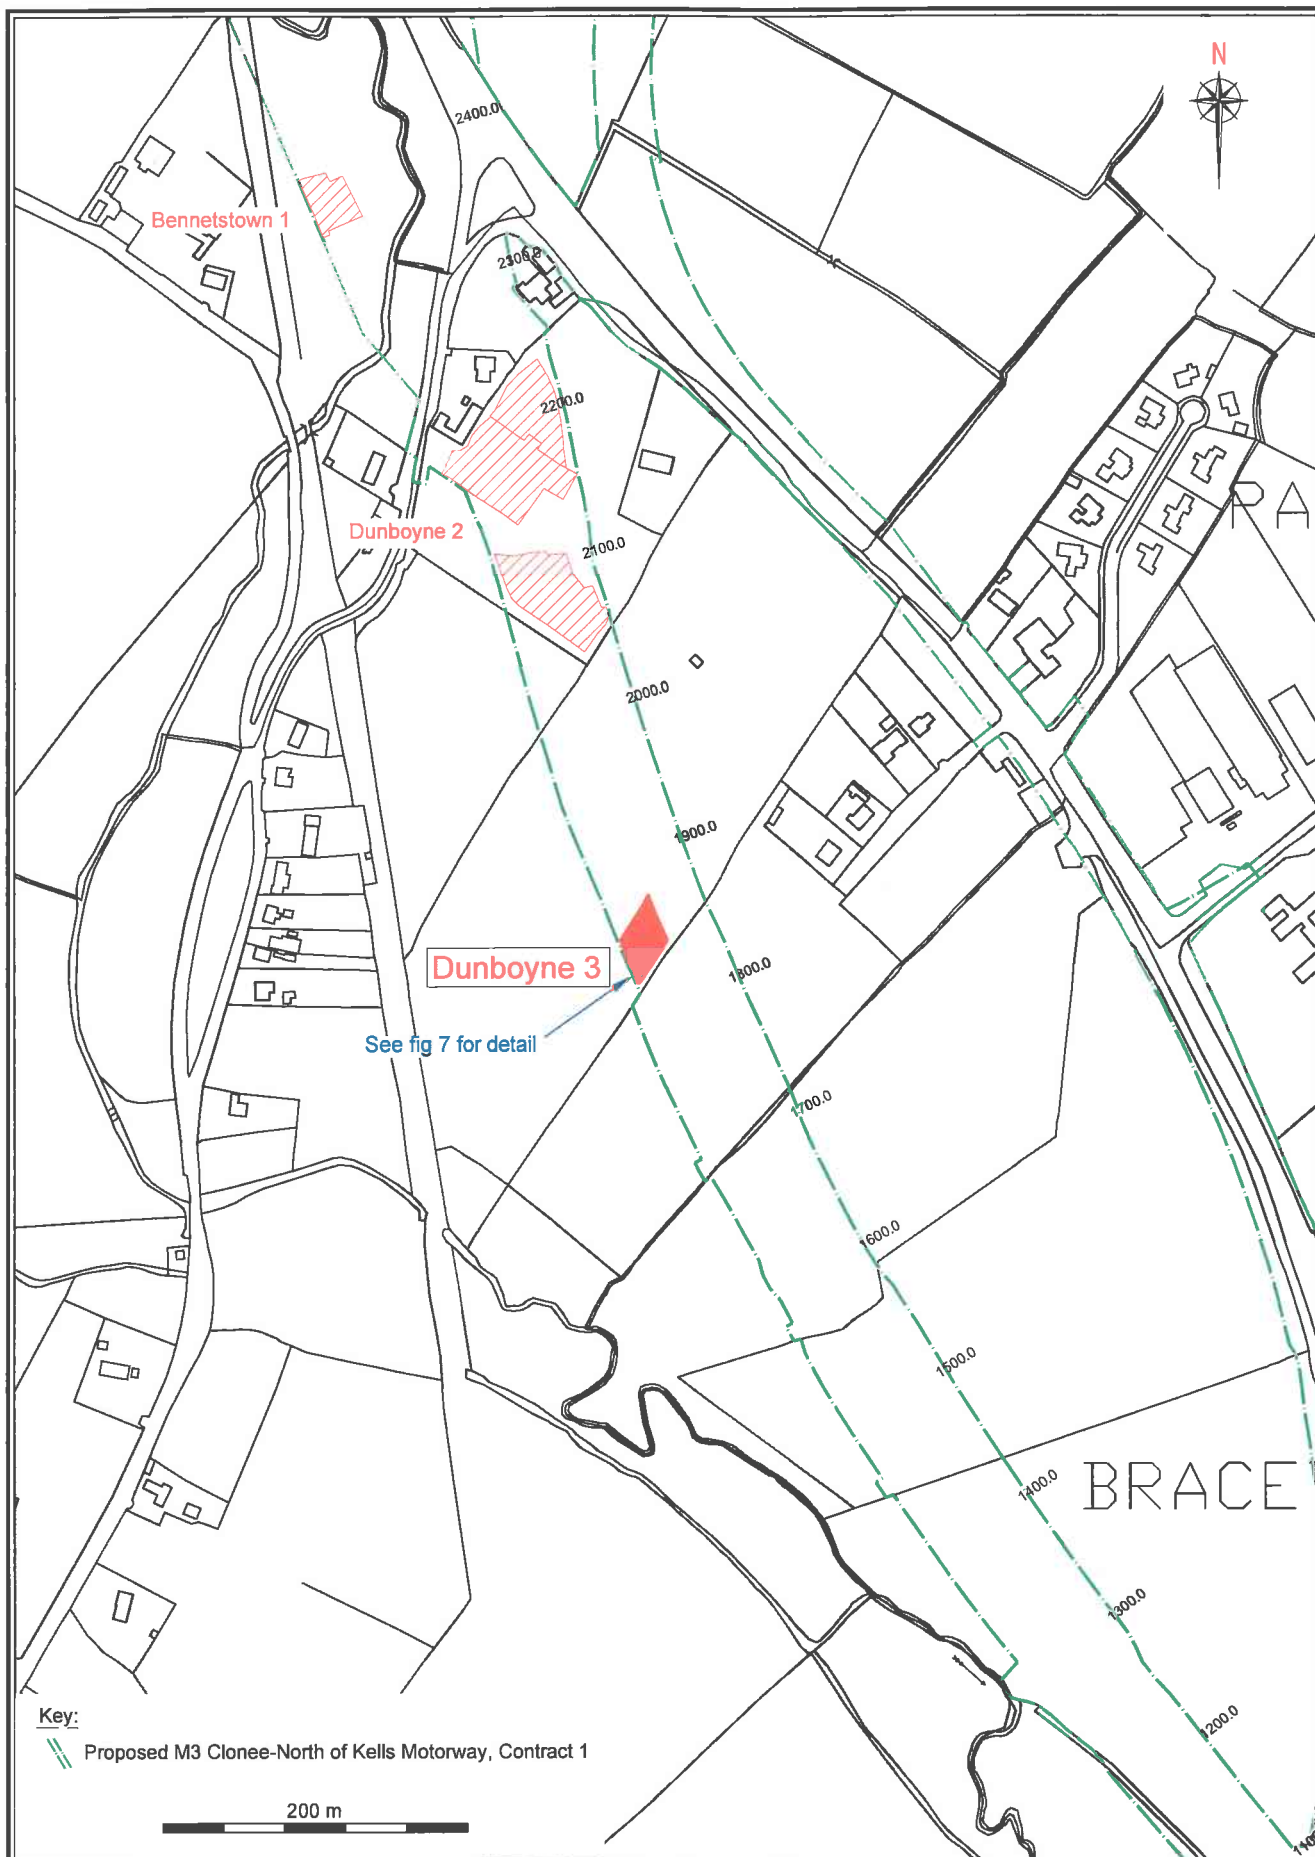 N
2400.0
Bennetstown 1
2300.0
2200.0
PA
Dunboyne 2
2100.0
2000.0
1900.0
Dunboyne 3
1800.0
See fig 7 for detail
1700.0
1600.0
1500.0
BRACE
1400.0
1300.0
1200.0
Key:
Proposed M3 Clonee-North of Kells Motorway, Contract 1
200 m